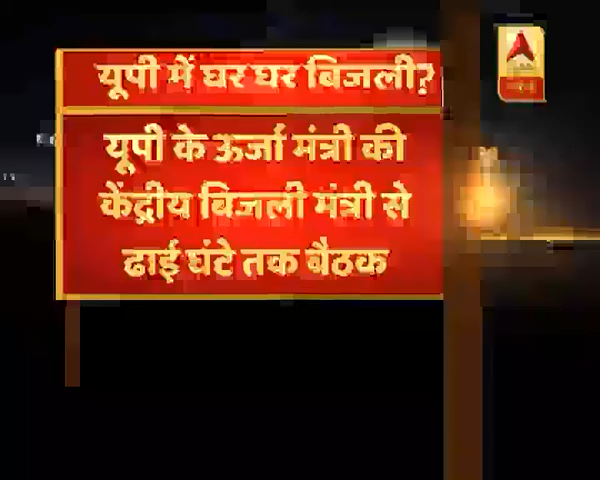 यूपी में घर घर बिजली?
यूपी के ऊर्जा मंत्री की
केंद्रीय बिजली मंत्री से
ढाई घंटे तक बैठक